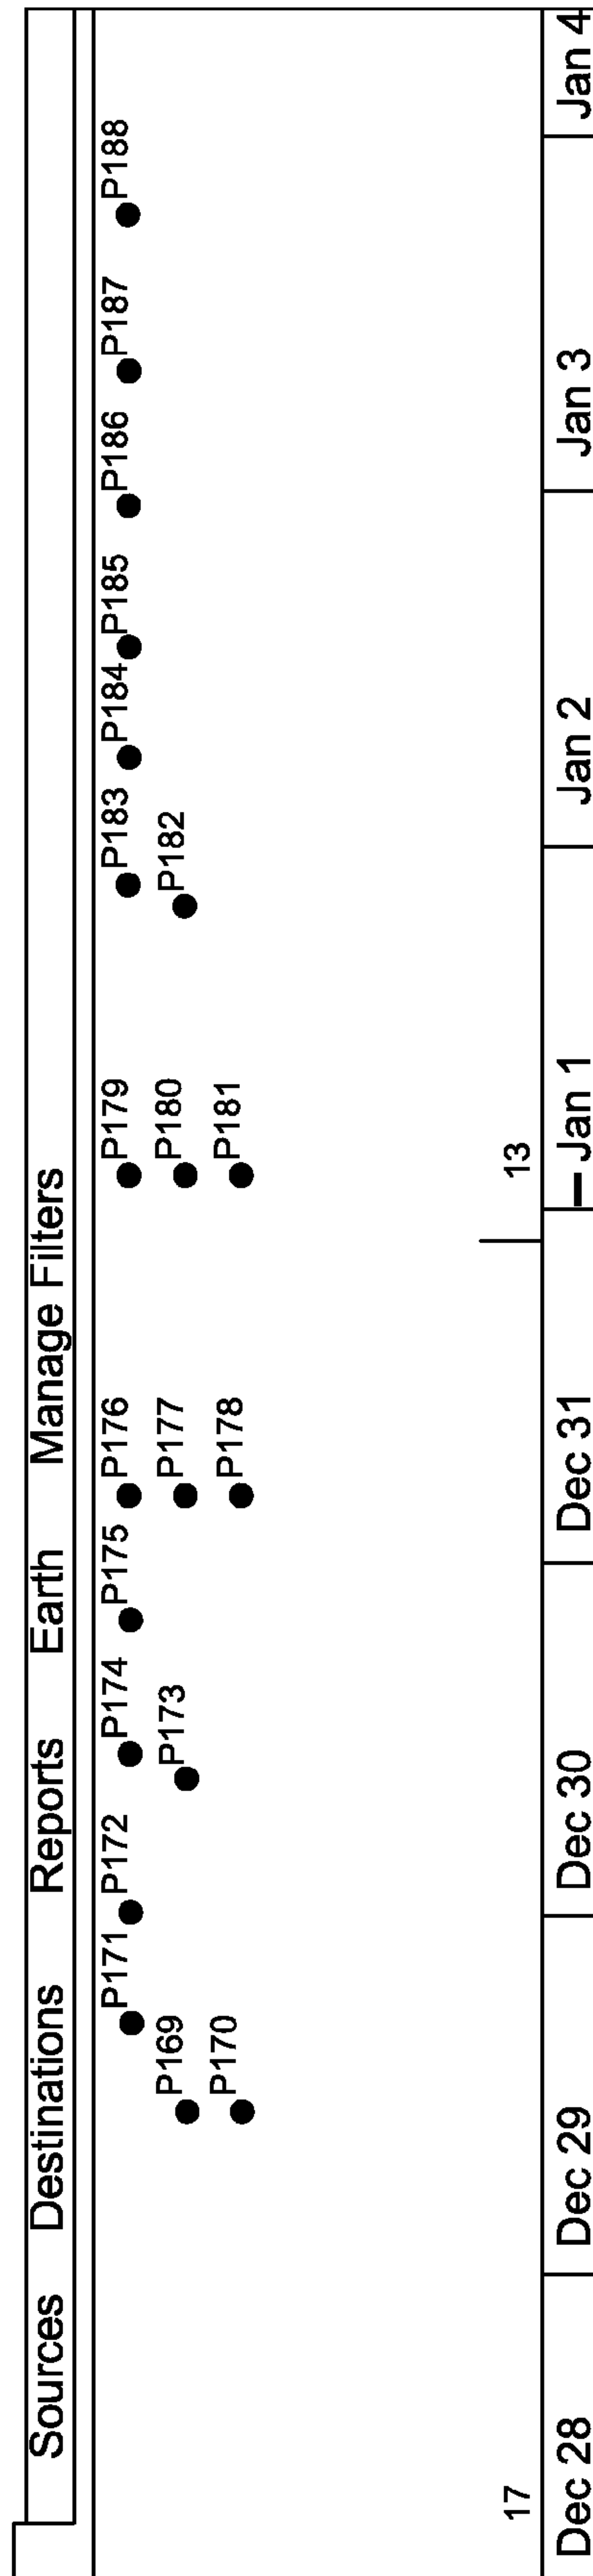 Sources Destinations Reports Earth Manage Filters
P171 P172 P174 P175 P176 P179 P183 P184 P185 P186 P187 P188
P169 P173 P177 P180 P182
P170 P178 P181
17 13
Dec 28 Dec 29 Dec 30 Dec 31 Jan 1 Jan 2 Jan 3 Jan 4